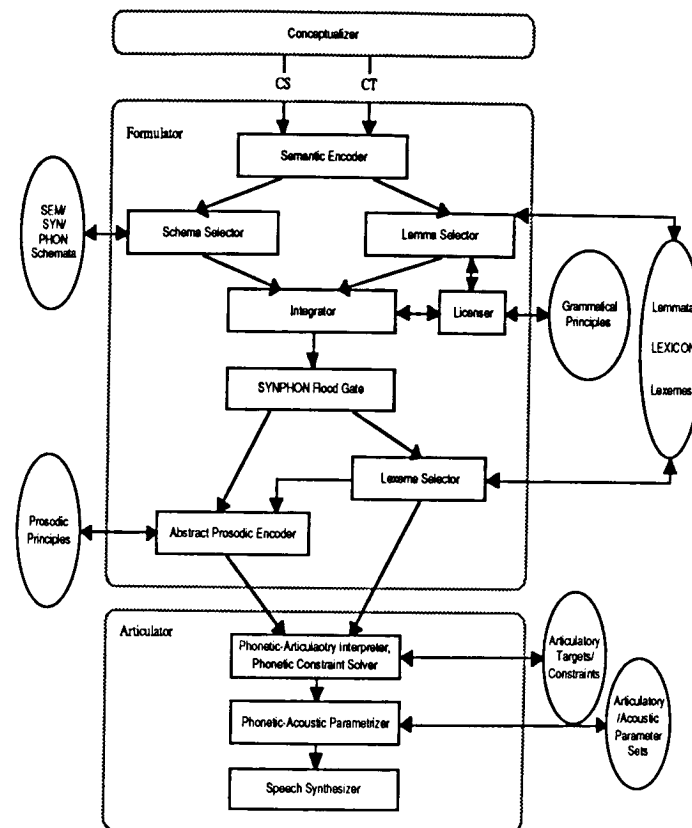 Conceptualizer
CS
CT
Formulator
Semantic Encoder
SEM/
SYN/
PHON
Schemata
Schema Selector
Lemma Selector
Integrator
Licenser
Grammatical
Principles
Lemmata
LEXICON
Lexemes
SYNPHON Flood Gate
Lexeme Selector
Prosodic
Principles
Abstract Prosodic Encoder
Articulator
Phonetic-Articulaotry Interpreter,
Phonetic Constraint Solver
Articulatory
Targets/
Constraints
Phonetic-Acoustic Parametrizer
Articulatory
/Acoustic
Parameter
Sets
Speech Synthesizer